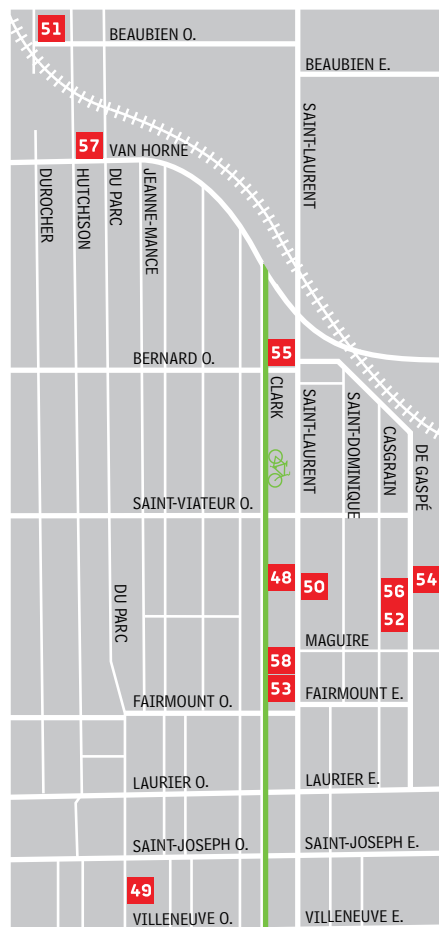 51
BEAUBIEN O.
BEAUBIEN E.
SAINT-LAURENT
57
VAN HORNE
DUROCHER
HUTCHISON
DU PARC
JEANNE-MANCE
55
BERNARD O.
CLARK
SAINT-LAURENT
SAINT-DOMINIQUE
CASGRAIN
DE GASPÉ
SAINT-VIATEUR O.
48
50
54
56
52
DU PARC
MAGUIRE
58
53
FAIRMOUNT O.
FAIRMOUNT E.
LAURIER O.
LAURIER E.
SAINT-JOSEPH O.
SAINT-JOSEPH E.
49
VILLENEUVE O.
VILLENEUVE E.